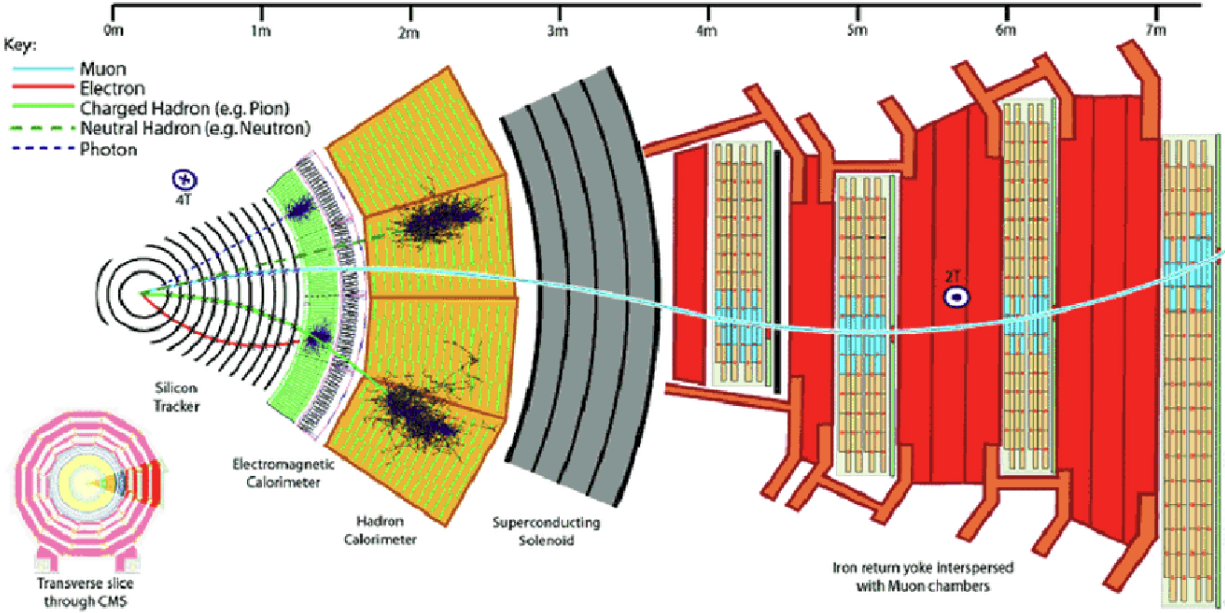 0m 1m 2m 3m 4m 5m 6m 7m
Key:
Muon
Electron
Charged Hadron (e.g. Pion)
Neutral Hadron (e.g. Neutron)
Photon
4T
2T
Silicon
Tracker
Electromagnetic
Calorimeter
Hadron
Calorimeter
Superconducting
Solenoid
Iron return yoke interspersed
with Muon chambers
Transverse slice
through CMS